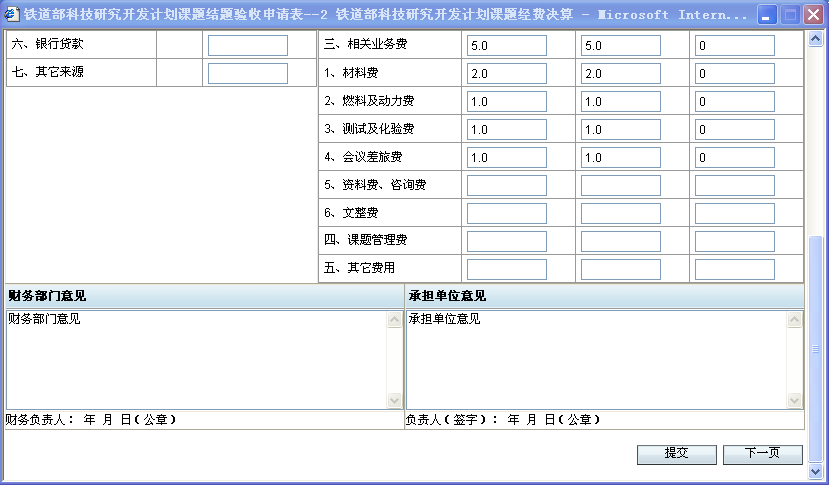 铁道部科技研究开发计划课题结题验收申请表--2 铁道部科技研究开发计划课题经费决算 - Microsoft Intern...
六、银行贷款
三、相关业务费 5.0 5.0 0
七、其它来源
1、材料费 2.0 2.0 0
2、燃料及动力费 1.0 1.0 0
3、测试及化验费 1.0 1.0 0
4、会议差旅费 1.0 1.0 0
5、资料费、咨询费
6、文整费
四、课题管理费
五、其它费用
财务部门意见
承担单位意见
财务部门意见
承担单位意见
财务负责人： 年 月 日(公章)
负责人(签字)： 年 月 日(公章)
提交
下一页